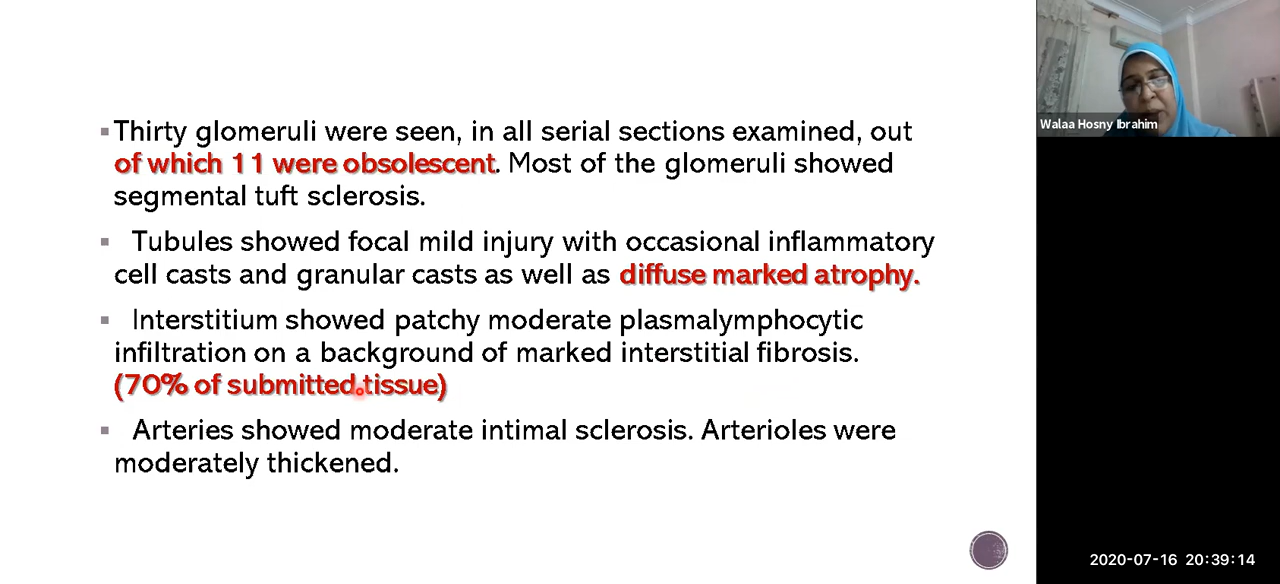 Thirty glomeruli were seen, in all serial sections examined, out
of which 11 were obsolescent. Most of the glomeruli showed
segmental tuft sclerosis.
Tubules showed focal mild injury with occasional inflammatory
cell casts and granular casts as well as diffuse marked atrophy.
Interstitium showed patchy moderate plasmalymphocytic
infiltration on a background of marked interstitial fibrosis.
(70% of submitted tissue)
Arteries showed moderate intimal sclerosis. Arterioles were
moderately thickened.
Walaa Hosny Ibrahim
2020-07-16 20:39:14